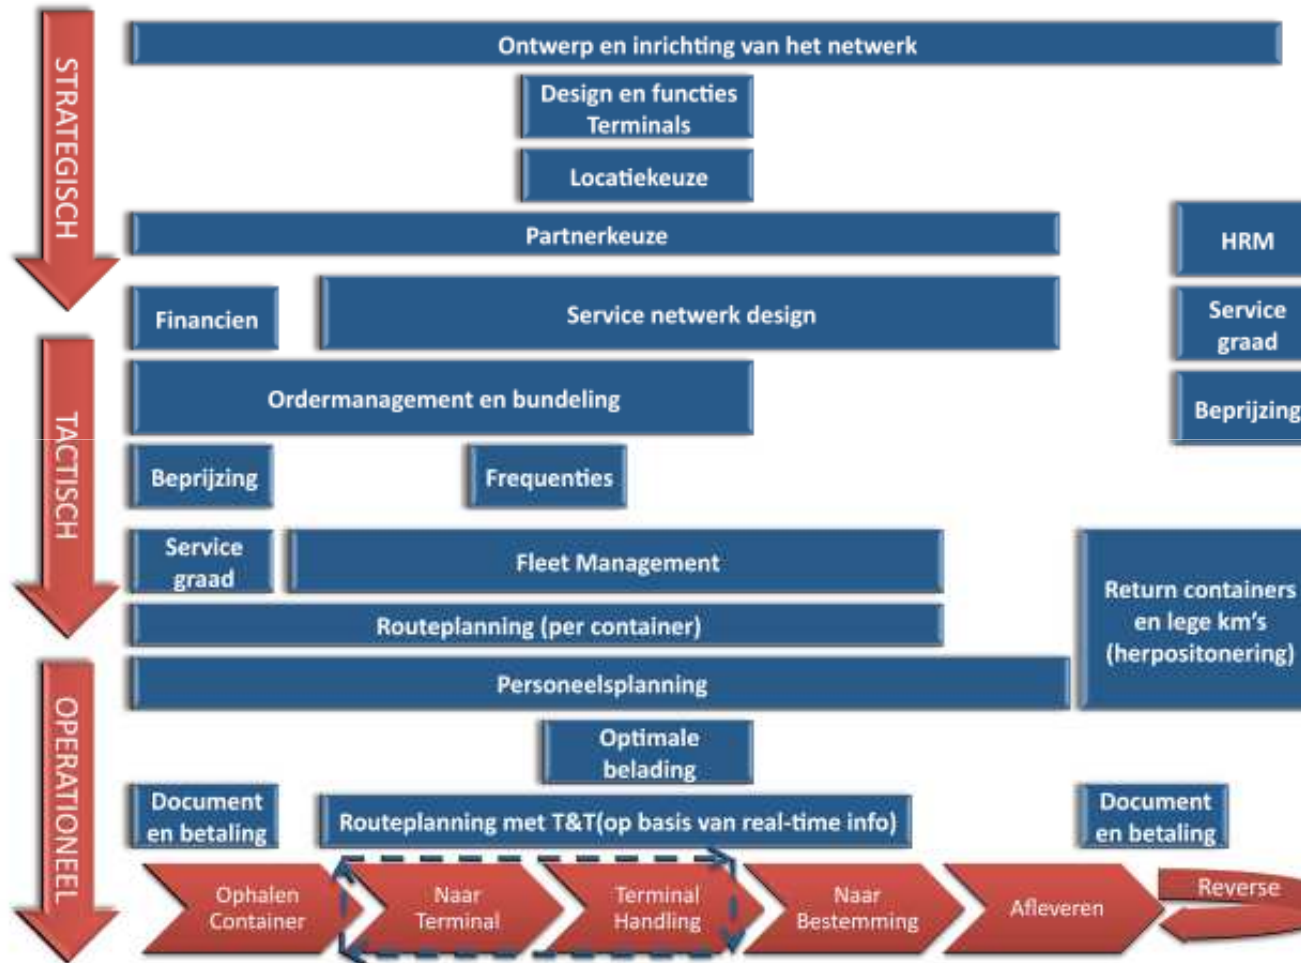 STRATEGISCH
Ontwerp en inrichting van het netwerk
Design en functies
Terminals
Locatiekeuze
Partnerkeuze
HRM
Financien
Service netwerk design
Service
graad
TACTISCH
Ordermanagement en bundeling
Beprijzing
Beprijzing
Frequenties
Service
graad
Fleet Management
Return containers
en lege km's
(herpositonering)
Routeplanning (per container)
Personeelsplanning
OPERATIONEEL
Optimale
belading
Document
en betaling
Routeplanning met T&T(op basis van real-time info)
Document
en betaling
Ophalen
Container
Naar
Terminal
Terminal
Handling
Naar
Bestemming
Afleveren
Reverse